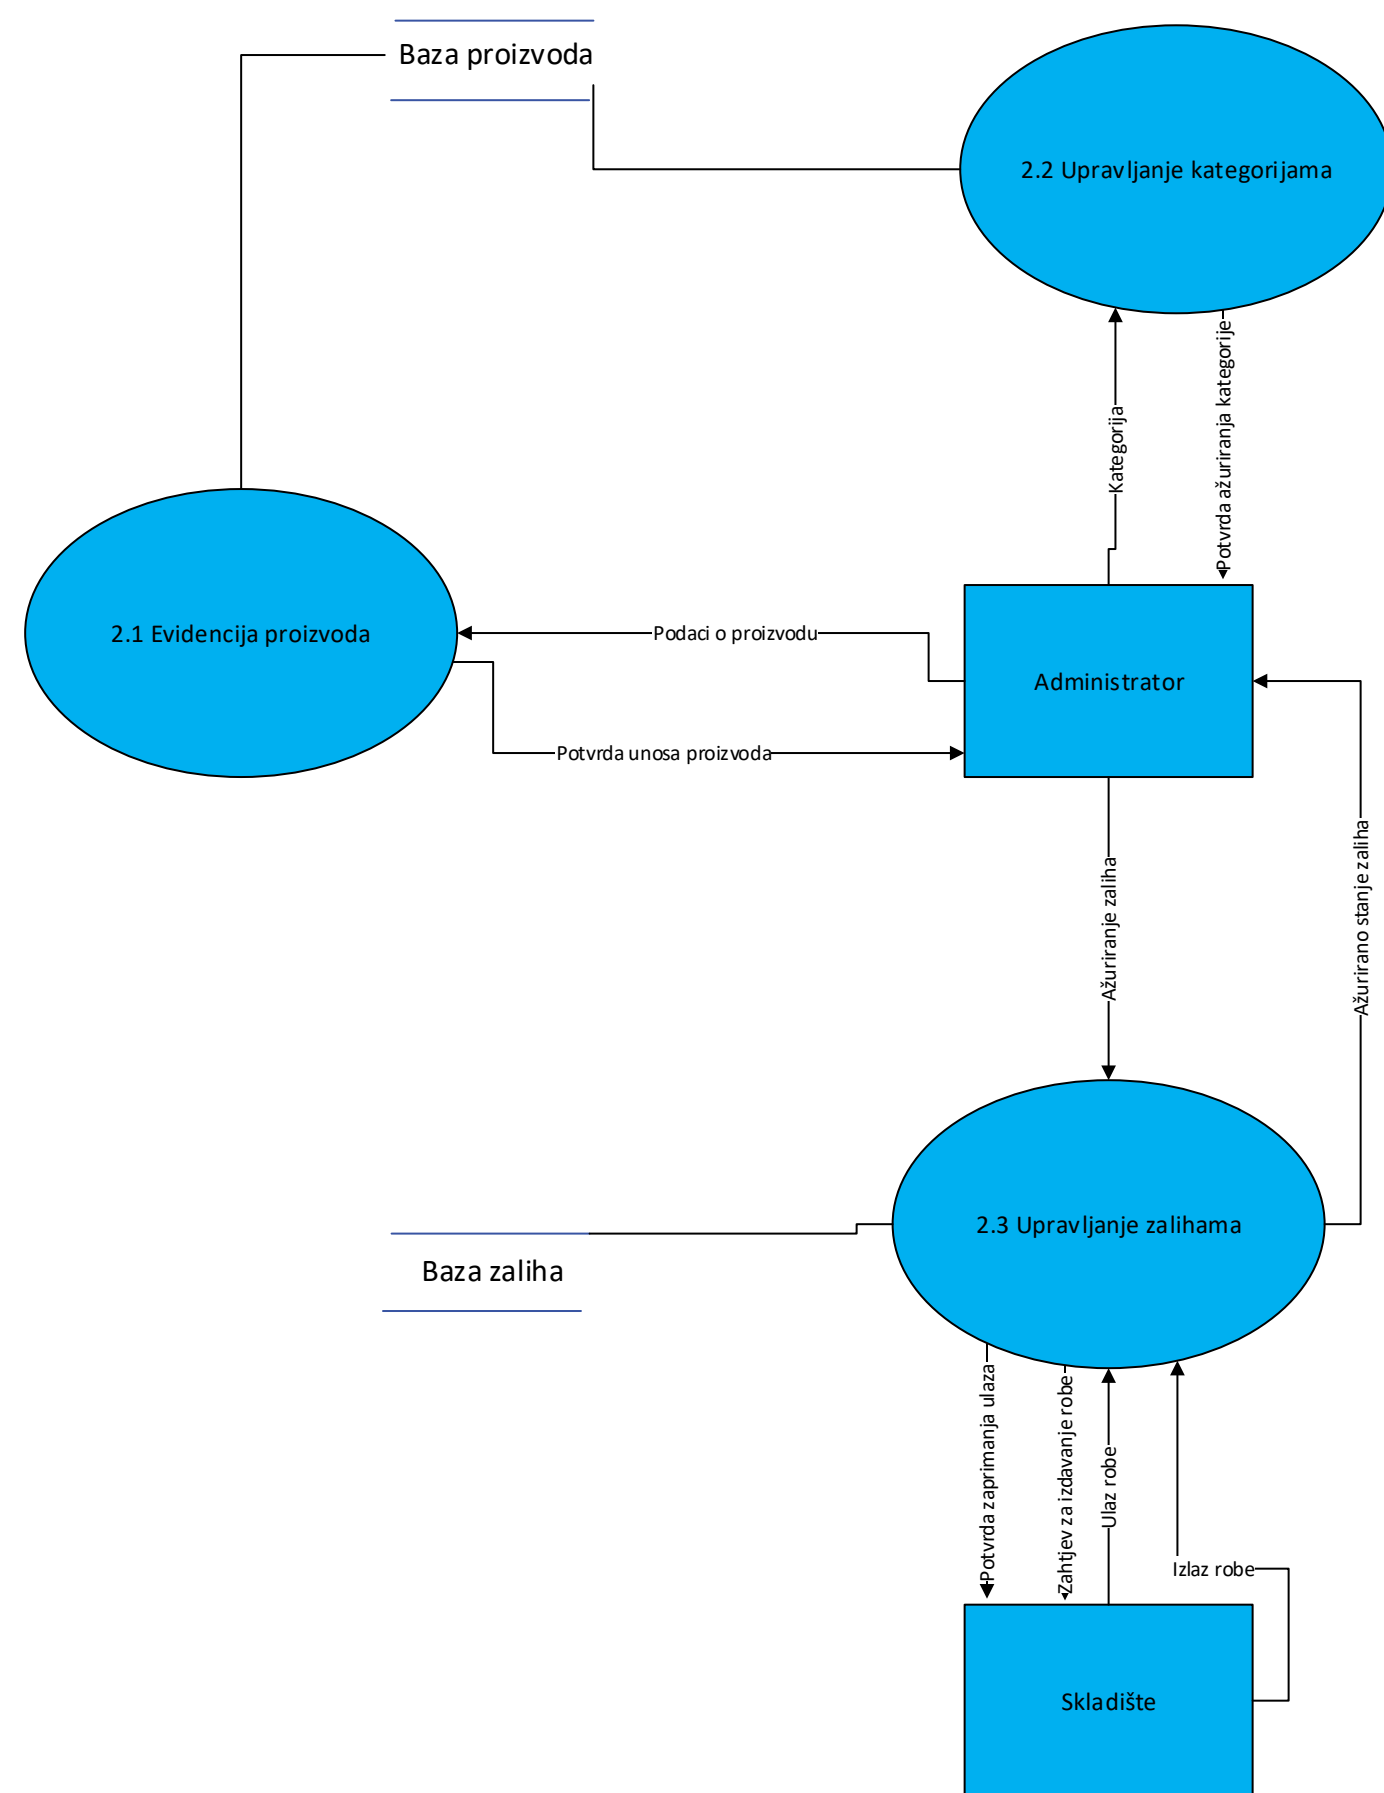 Baza proizvoda
2.2 Upravljanje kategorijama
Kategorija
Potvrda ažuriranja kategorije
2.1 Evidencija proizvoda
Podaci o proizvodu
Administrator
Potvrda unosa proizvoda
Ažuriranje zaliha
Ažurirano stanje zaliha
2.3 Upravljanje zalihama
Baza zaliha
Potvrda zaprimanja ulaza
Zahtjev za izdavanje robe
Ulaz robe
Izlaz robe
Skladište